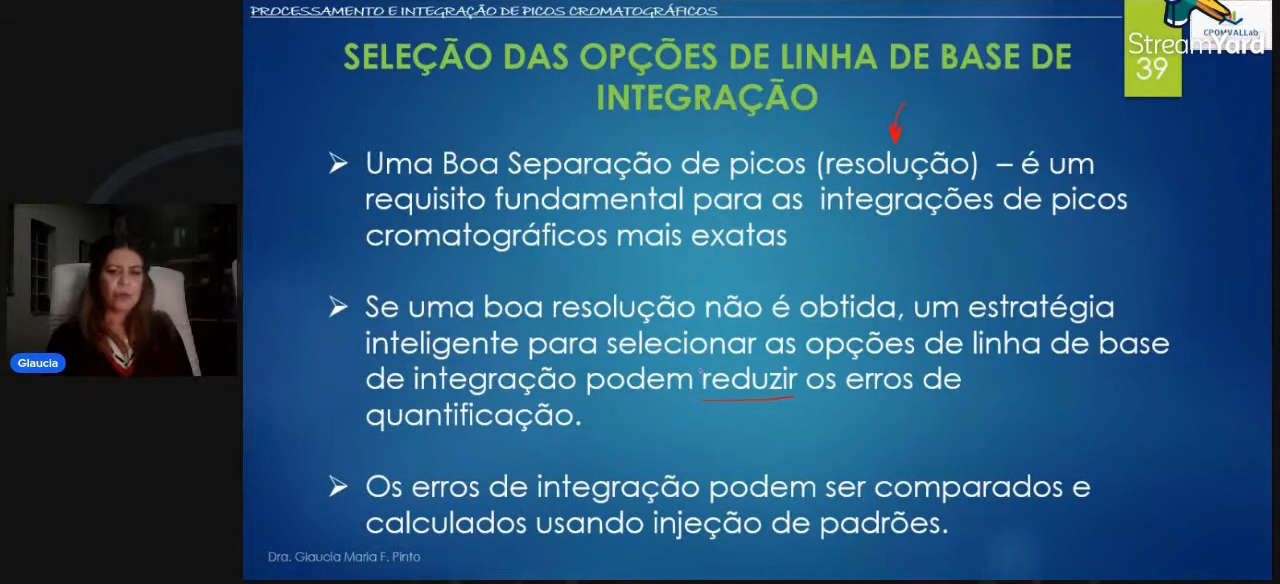 PROCESSAMENTO E INTEGRAÇÃO DE PICOS CROMATOGRÁFICOS
CPQMVALLab
StreamYard
39
SELEÇÃO DAS OPÇÕES DE LINHA DE BASE DE
INTEGRAÇÃO
➢ Uma Boa Separação de picos (resolução) – é um
requisito fundamental para as integrações de picos
cromatográficos mais exatas
➢ Se uma boa resolução não é obtida, um estratégia
inteligente para selecionar as opções de linha de base
de integração podem reduzir os erros de
quantificação.
➢ Os erros de integração podem ser comparados e
calculados usando injeção de padrões.
Dra. Glaucia Maria F. Pinto
Glaucia